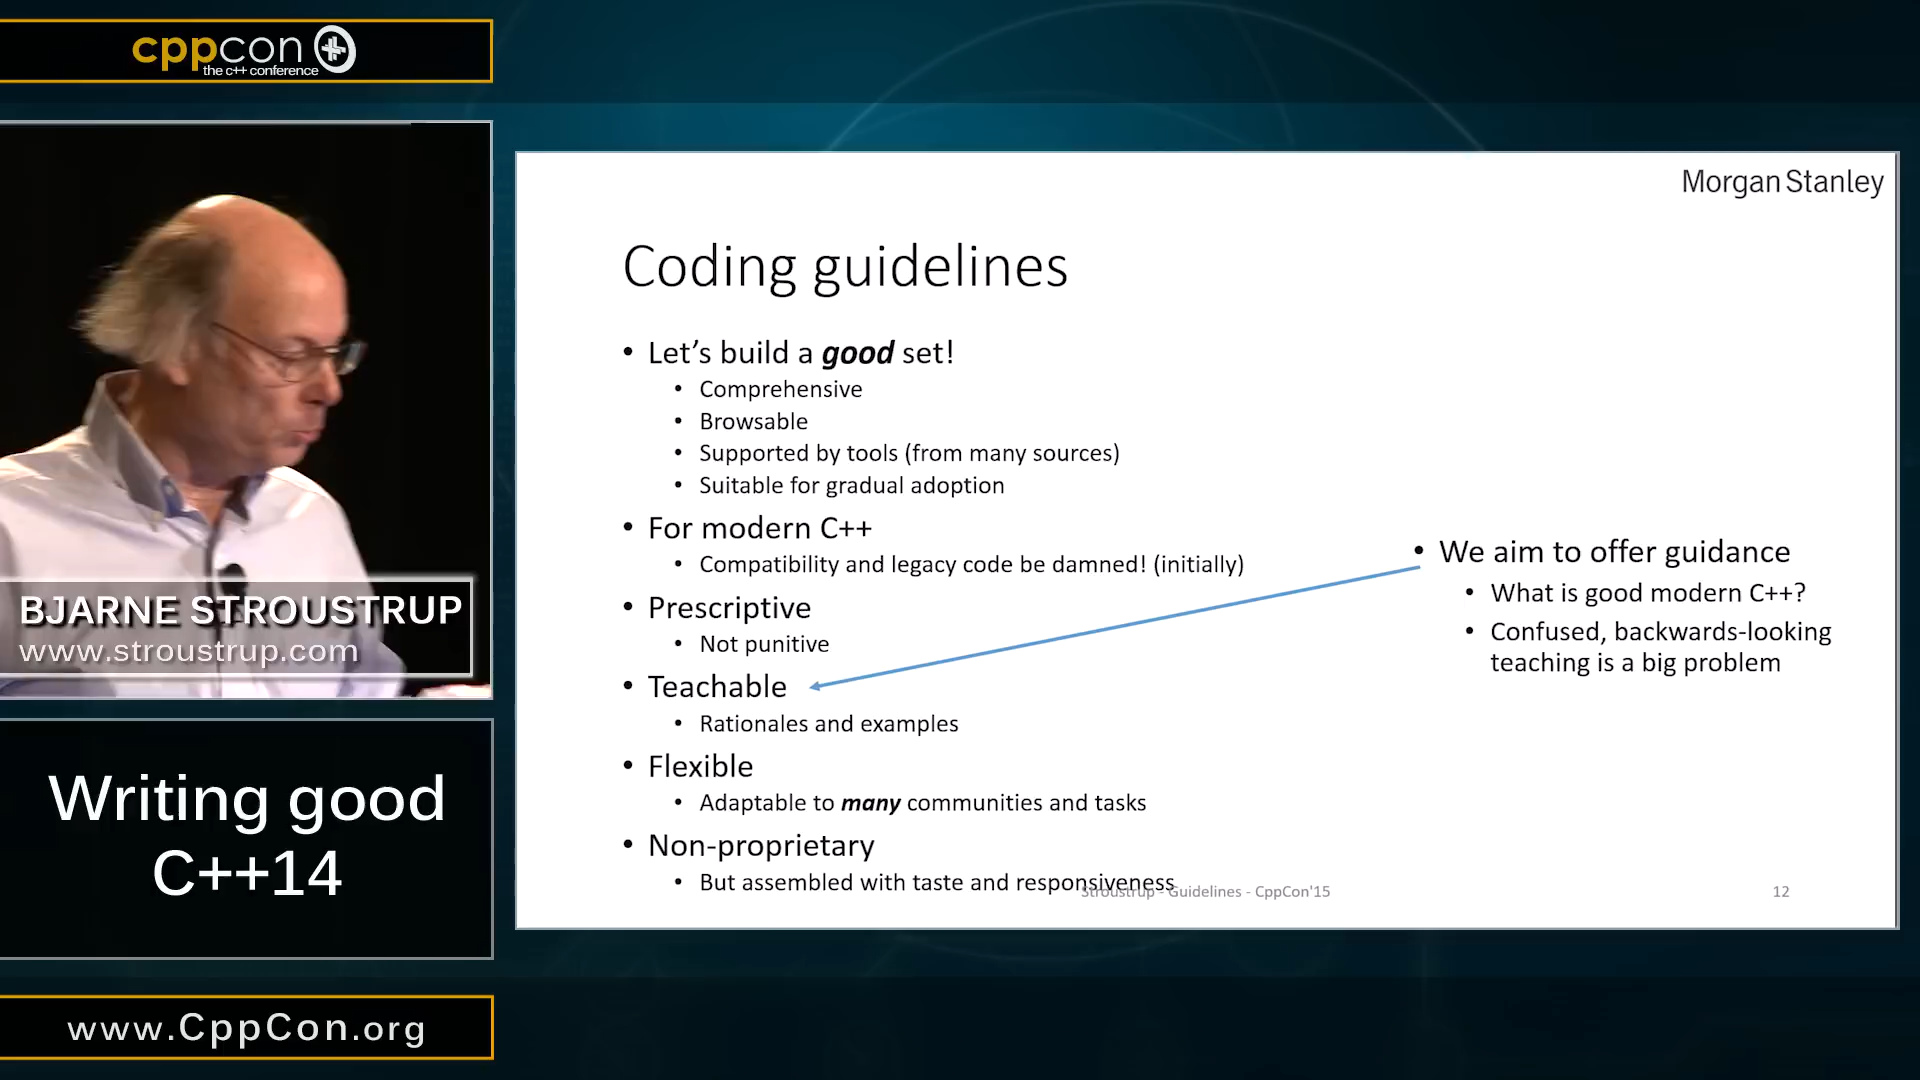 cppcon
the c++ conference
BJARNE STROUSTRUP
www.stroustrup.com
Writing good
C++14
www.CppCon.org
Morgan Stanley
Coding guidelines
• Let's build a good set!
• Comprehensive
• Browsable
• Supported by tools (from many sources)
• Suitable for gradual adoption
• For modern C++
• Compatibility and legacy code be damned! (initially)
• Prescriptive
• Not punitive
• Teachable
• Rationales and examples
• Flexible
• Adaptable to many communities and tasks
• Non-proprietary
• But assembled with taste and responsiveness
• We aim to offer guidance
• What is good modern C++?
• Confused, backwards-looking
teaching is a big problem
Stroustrup - Guidelines - CppCon'15
12